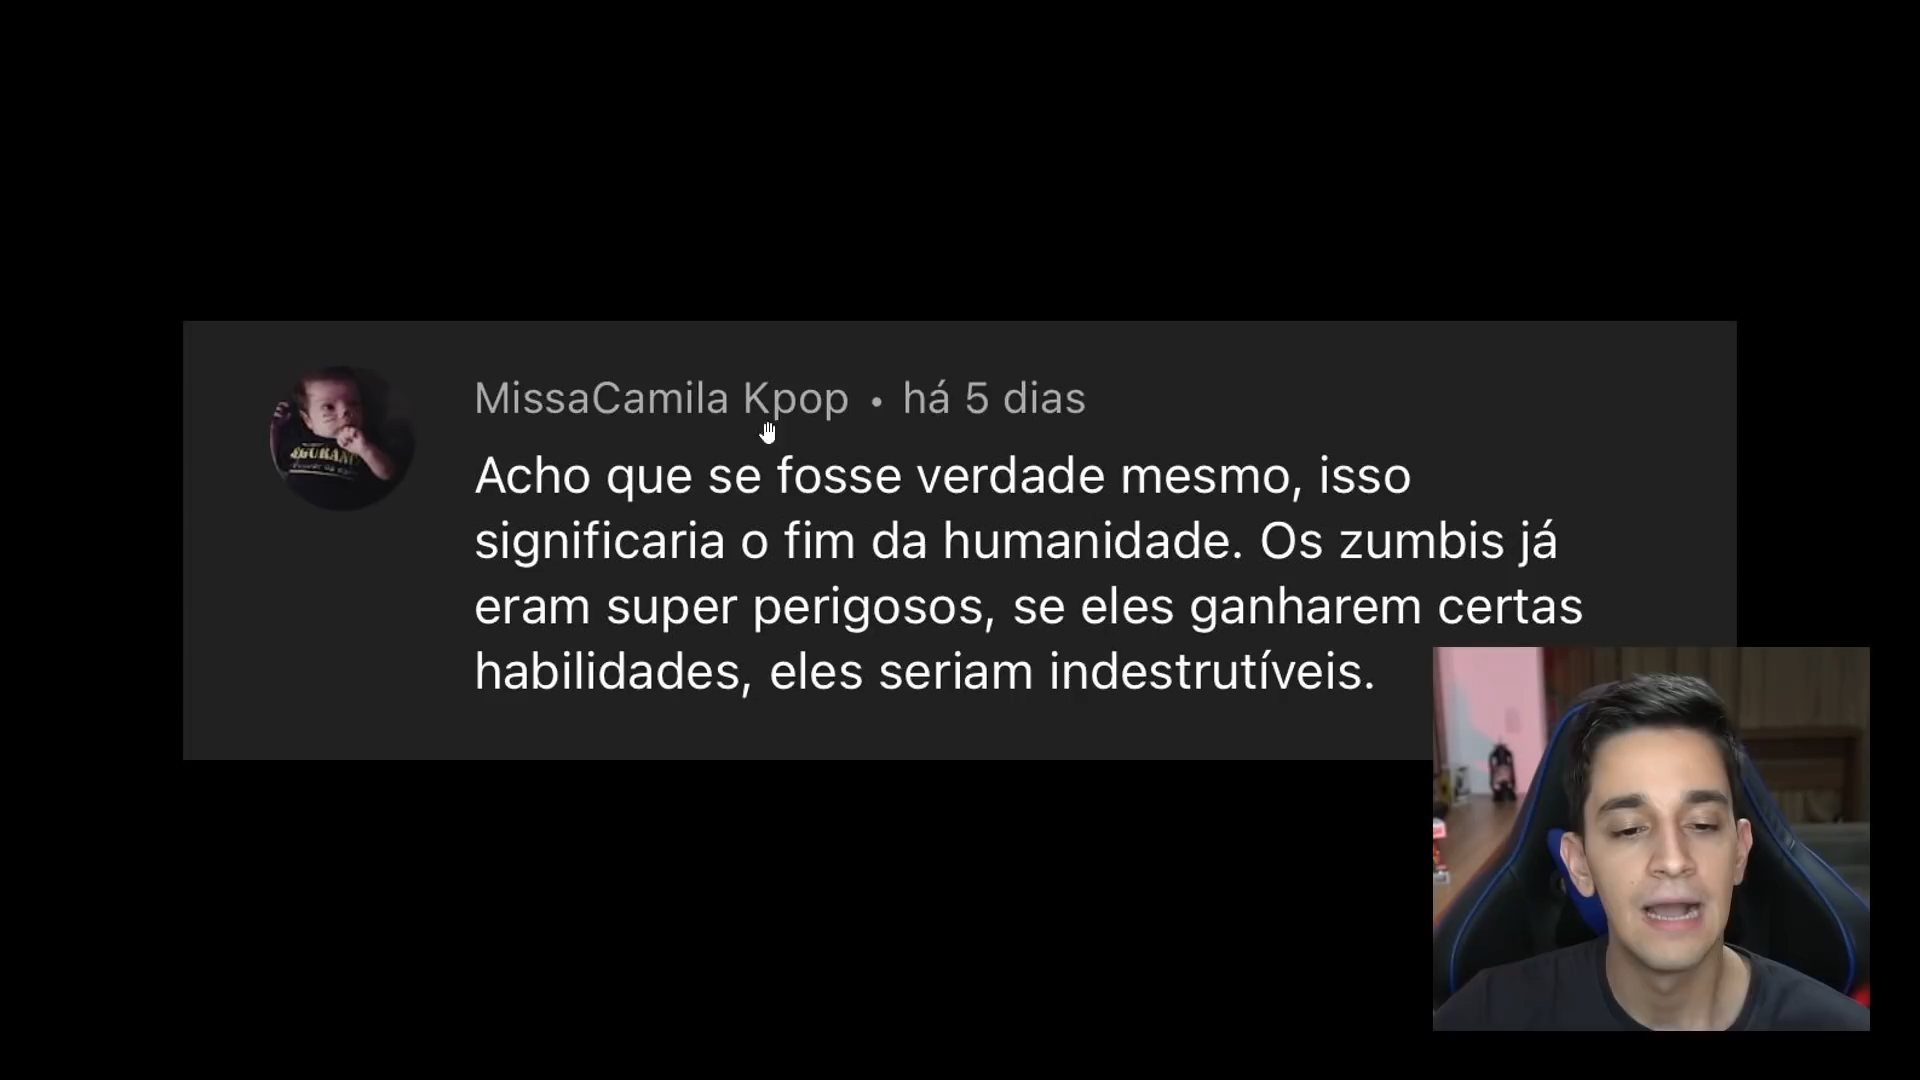 MissaCamila Kpop • há 5 dias
Acho que se fosse verdade mesmo, isso
significaria o fim da humanidade. Os zumbis já
eram super perigosos, se eles ganharem certas
habilidades, eles seriam indestrutíveis.